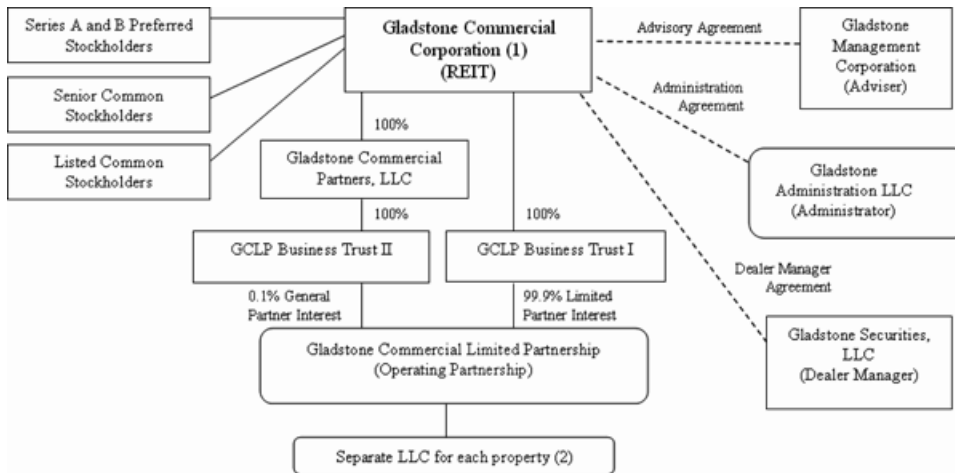 Series A and B Preferred
Stockholders
Senior Common
Stockholders
Listed Common
Stockholders
Gladstone Commercial
Corporation (1)
(REIT)
100%
Gladstone Commercial
Partners, LLC
100%
GCLP Business Trust II
100%
GCLP Business Trust I
0.1% General
Partner Interest
99.9% Limited
Partner Interest
Gladstone Commercial Limited Partnership
(Operating Partnership)
Separate LLC for each property (2)
Advisory Agreement
Gladstone
Management
Corporation
(Adviser)
Administration
Agreement
Gladstone
Administration LLC
(Administrator)
Dealer Manager
Agreement
Gladstone Securities,
LLC
(Dealer Manager)